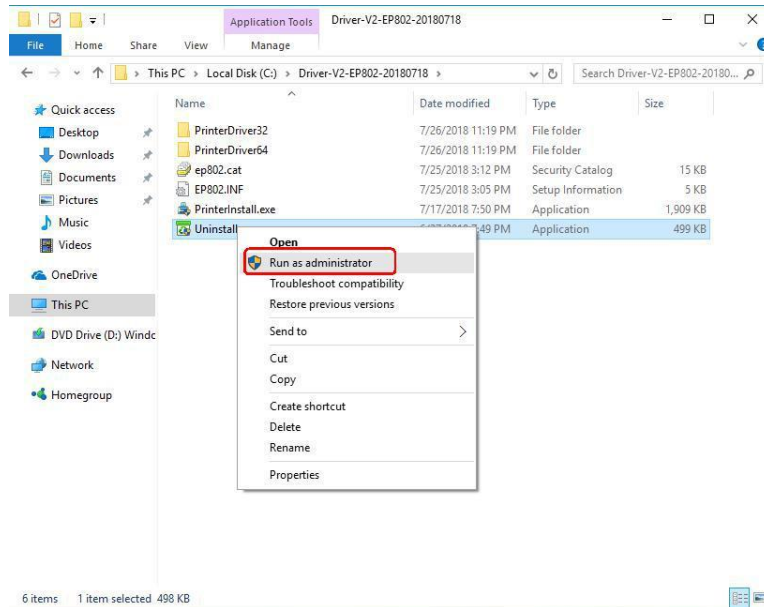 Application Tools Driver-V2-EP802-20180718
File Home Share View Manage
This PC > Local Disk (C:) > Driver-V2-EP802-20180718 > Search Driver-V2-EP802-20180...
Name Date modified Type Size
Quick access
Desktop
Downloads
Documents
Pictures
Music
Videos
OneDrive
This PC
DVD Drive (D:) Windc
Network
Homegroup
PrinterDriver32 7/26/2018 11:19 PM File folder
PrinterDriver64 7/26/2018 11:19 PM File folder
ep802.cat 7/25/2018 3:12 PM Security Catalog 15 KB
EP802.INF 7/25/2018 3:05 PM Setup Information 5 KB
PrinterInstall.exe 7/17/2018 7:50 PM Application 1,909 KB
Uninstall :49 PM Application 499 KB
Open
Run as administrator
Troubleshoot compatibility
Restore previous versions
Send to
Cut
Copy
Create shortcut
Delete
Rename
Properties
6 items 1 item selected 498 KB